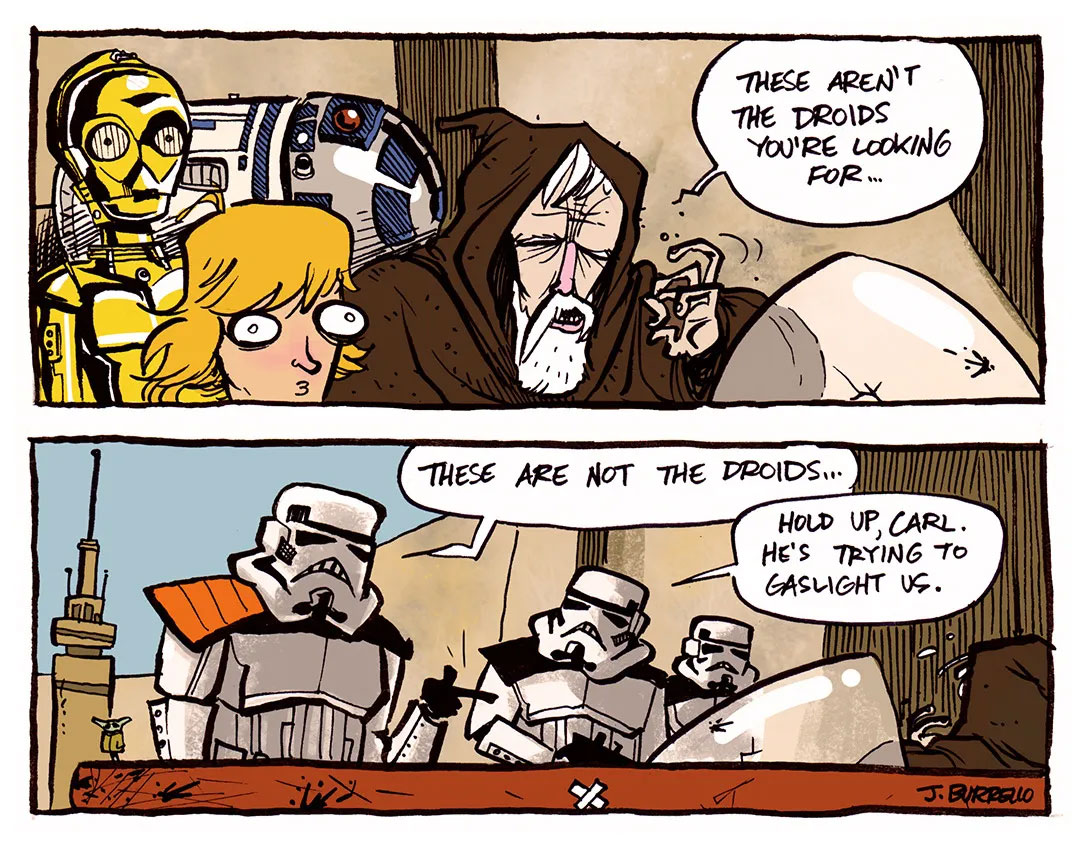 THESE AREN'T
THE DROIDS
YOU'RE LOOKING
FOR...
THESE ARE NOT THE DROIDS...
HOLD UP, CARL.
HE'S TRYING TO
GASLIGHT US.
J. BURRELLO